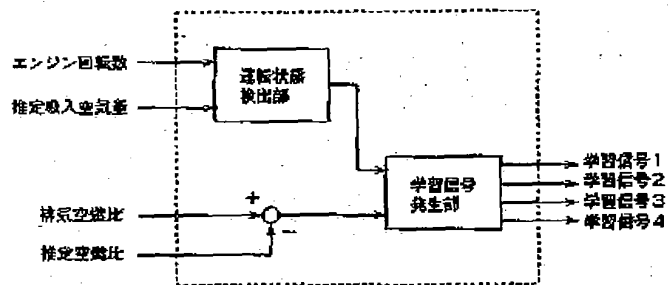 エンジン回転数
推定吸入空気量
運転状態
検出部
学習信号
発生部
学習信号1
学習信号2
学習信号3
学習信号4
+
−
排気空燃比
推定空燃比